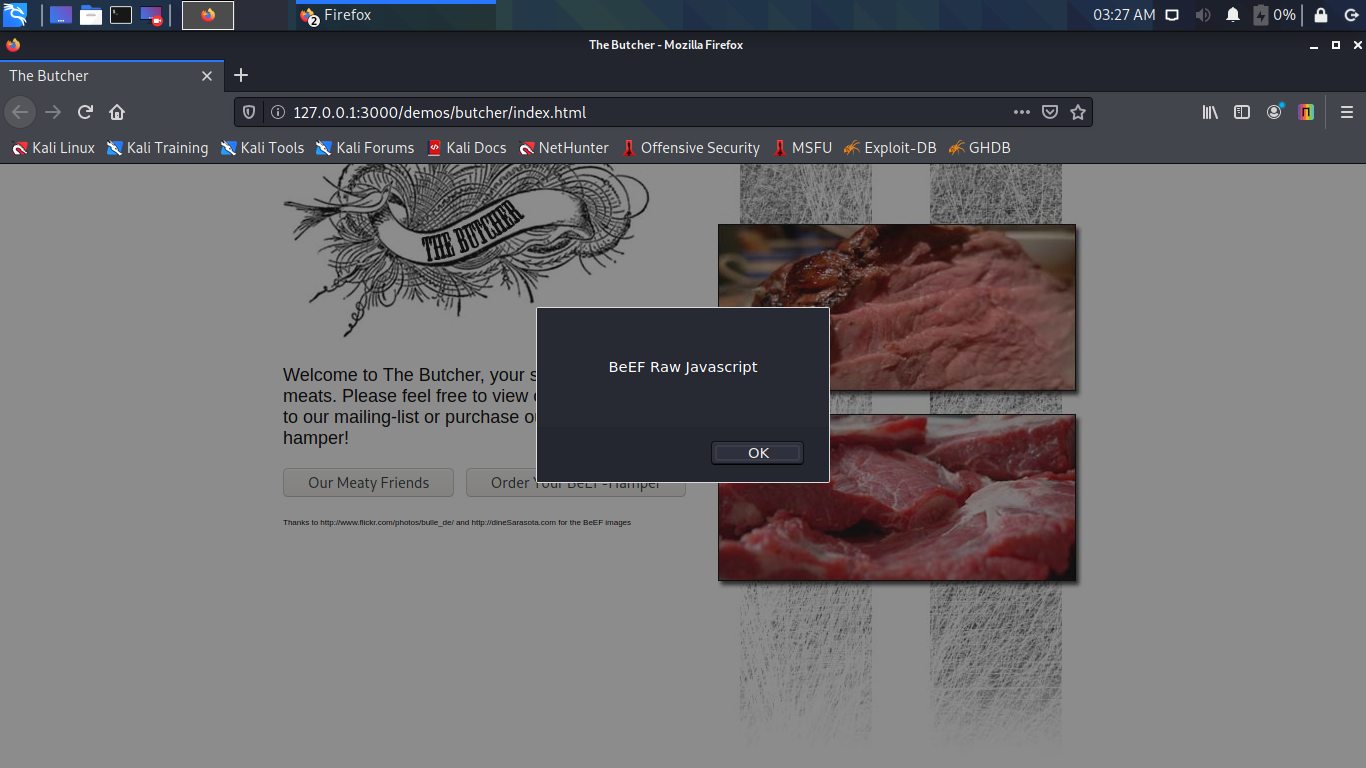 2 Firefox 03:27 AM 0%
The Butcher - Mozilla Firefox
The Butcher
127.0.0.1:3000/demos/butcher/index.html
Kali Linux Kali Training Kali Tools Kali Forums Kali Docs NetHunter Offensive Security MSFU Exploit-DB GHDB
THE BUTCHER
BeEF Raw Javascript
OK
Welcome to The Butcher, your s
meats. Please feel free to view
to our mailing-list or purchase ou
hamper!
Our Meaty Friends Order Your BeEF-Hamper
Thanks to http://www.flickr.com/photos/bulle_de/ and http://dineSarasota.com for the BeEF images